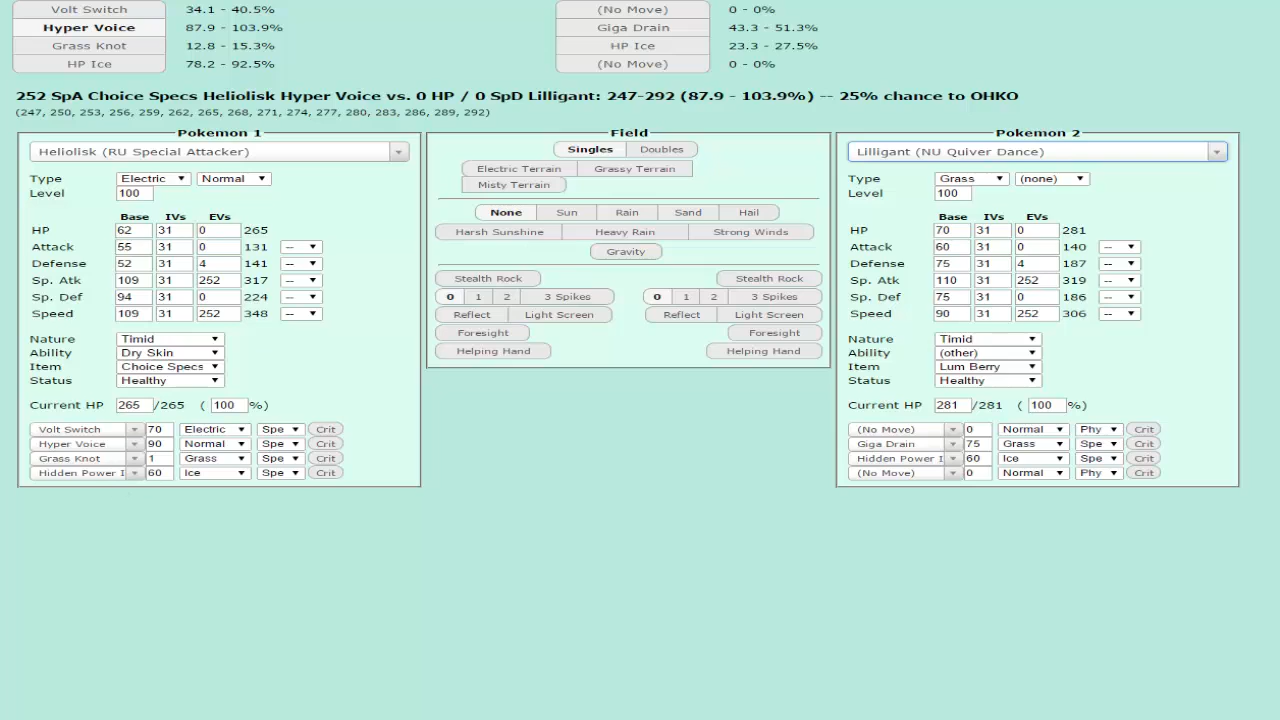 Volt Switch 34.1 - 40.5% (No Move) 0 - 0%
Hyper Voice 87.9 - 103.9% Giga Drain 43.3 - 51.3%
Grass Knot 12.8 - 15.3% HP Ice 23.3 - 27.5%
HP Ice 78.2 - 92.5% (No Move) 0 - 0%
252 SpA Choice Specs Heliolisk Hyper Voice vs. 0 HP / 0 SpD Lilligant: 247-292 (87.9 - 103.9%) -- 25% chance to OHKO
(247, 250, 253, 256, 259, 262, 265, 268, 271, 274, 277, 280, 283, 286, 289, 292)
Pokemon 1
Heliolisk (RU Special Attacker)
Type Electric Normal
Level 100
Base IVs EVs
HP 62 31 0 265
Attack 55 31 0 131 --
Defense 52 31 4 141 --
Sp. Atk 109 31 252 317 --
Sp. Def 94 31 0 224 --
Speed 109 31 252 348 --
Nature Timid
Ability Dry Skin
Item Choice Specs
Status Healthy
Current HP 265 /265 ( 100 %)
Volt Switch 70 Electric Spe Crit
Hyper Voice 90 Normal Spe Crit
Grass Knot 1 Grass Spe Crit
Hidden Power I 60 Ice Spe Crit
Field
Singles Doubles
Electric Terrain Grassy Terrain
Misty Terrain
None Sun Rain Sand Hail
Harsh Sunshine Heavy Rain Strong Winds
Gravity
Stealth Rock Stealth Rock
0 1 2 3 Spikes 0 1 2 3 Spikes
Reflect Light Screen Reflect Light Screen
Foresight Foresight
Helping Hand Helping Hand
Pokemon 2
Lilligant (NU Quiver Dance)
Type Grass (none)
Level 100
Base IVs EVs
HP 70 31 0 281
Attack 60 31 0 140 --
Defense 75 31 4 187 --
Sp. Atk 110 31 252 319 --
Sp. Def 75 31 0 186 --
Speed 90 31 252 306 --
Nature Timid
Ability (other)
Item Lum Berry
Status Healthy
Current HP 281 /281 ( 100 %)
(No Move) 0 Normal Phy Crit
Giga Drain 75 Grass Spe Crit
Hidden Power I 60 Ice Spe Crit
(No Move) 0 Normal Phy Crit